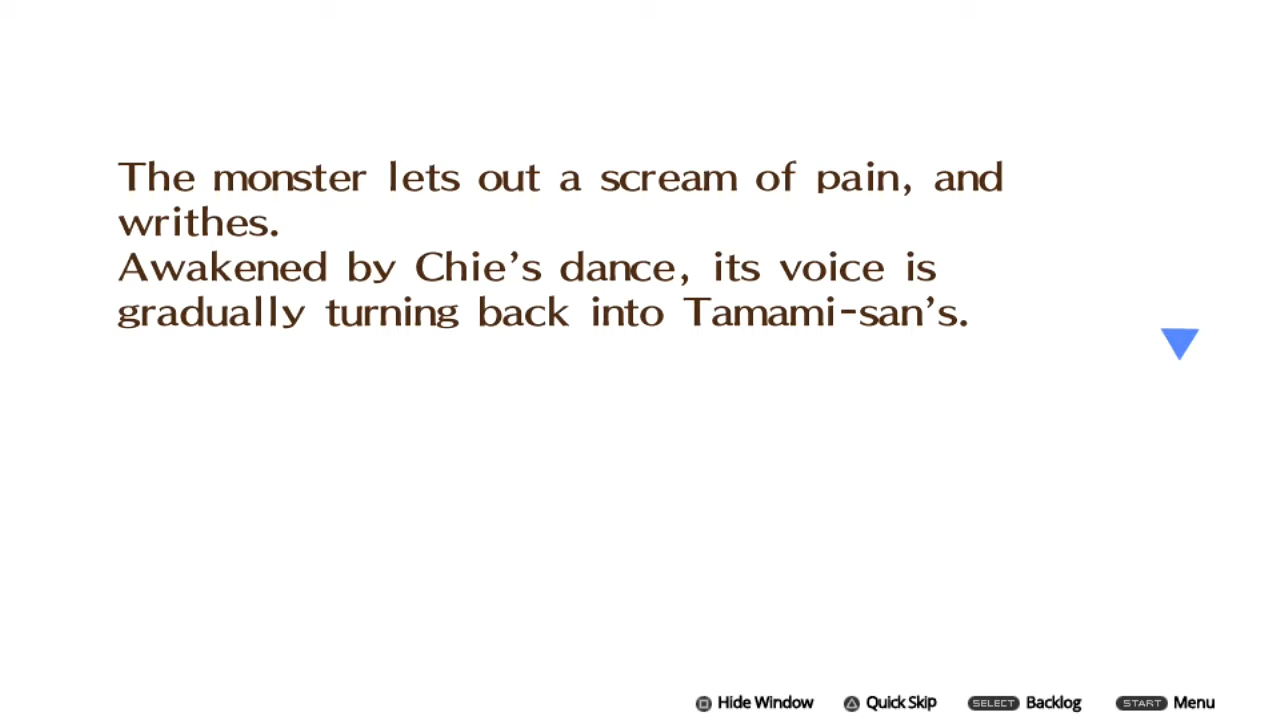 The monster lets out a scream of pain, and
writhes.
Awakened by Chie’s dance, its voice is
gradually turning back into Tamami-san’s.
Hide Window Quick Skip SELECT Backlog START Menu